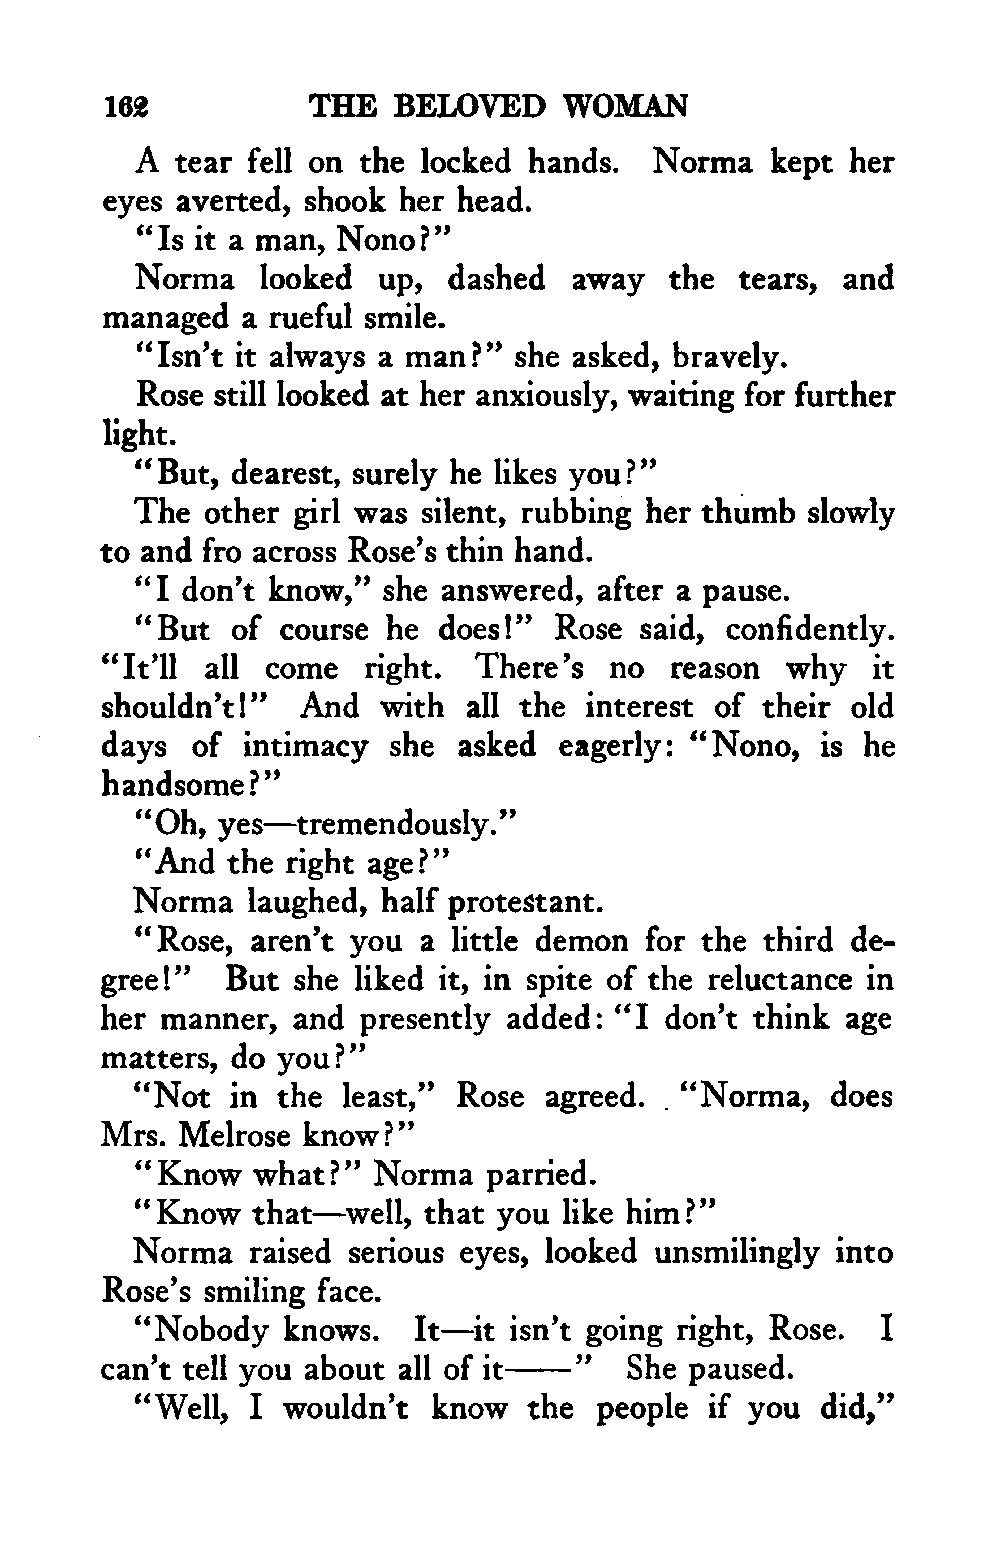 162 THE BELOVED WOMAN
A tear fell on the locked hands. Norma kept her
eyes averted, shook her head.
"Is it a man, Nono?"
Norma looked up, dashed away the tears, and
managed a rueful smile.
"Isn't it always a man?" she asked, bravely.
Rose still looked at her anxiously, waiting for further
light.
"But, dearest, surely he likes you?"
The other girl was silent, rubbing her thumb slowly
to and fro across Rose's thin hand.
"I don't know," she answered, after a pause.
"But of course he does!" Rose said, confidently.
"It'll all come right. There's no reason why it
shouldn't!" And with all the interest of their old
days of intimacy she asked eagerly: "Nono, is he
handsome?"
"Oh, yes—tremendously."
"And the right age?"
Norma laughed, half protestant.
"Rose, aren't you a little demon for the third de-
gree!" But she liked it, in spite of the reluctance in
her manner, and presently added: "I don't think age
matters, do you?"
"Not in the least," Rose agreed. "Norma, does
Mrs. Melrose know?"
"Know what?" Norma parried.
"Know that—well, that you like him?"
Norma raised serious eyes, looked unsmilingly into
Rose's smiling face.
"Nobody knows. It—it isn't going right, Rose. I
can't tell you about all of it——" She paused.
"Well, I wouldn't know the people if you did,"